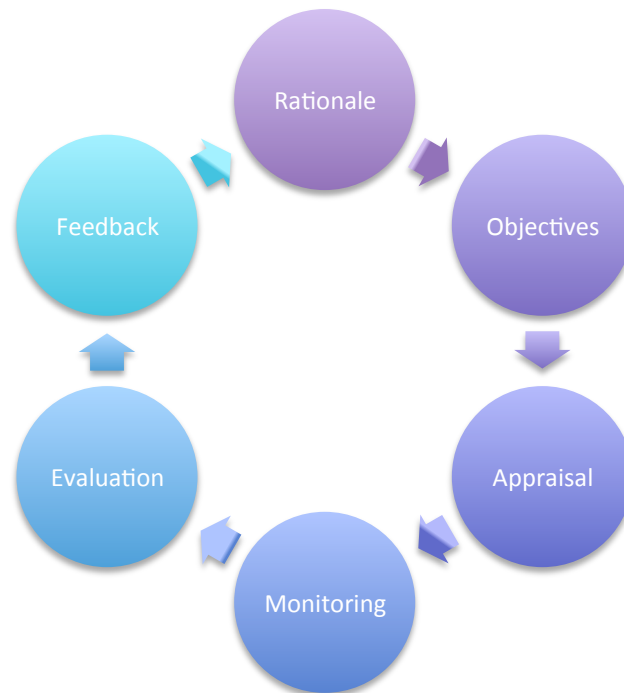 Rationale
Objectives
Appraisal
Monitoring
Evaluation
Feedback